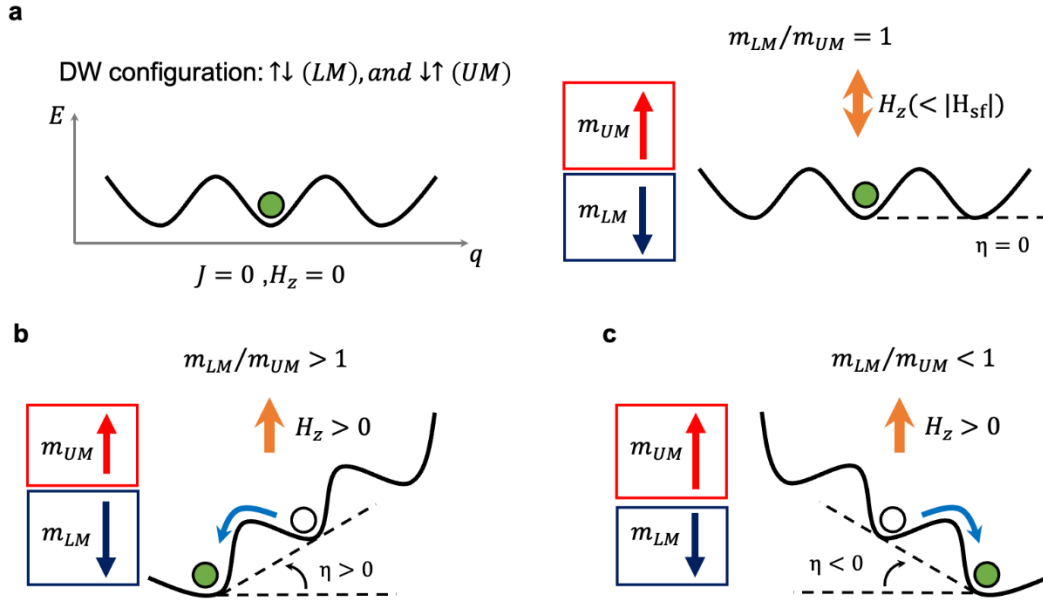 a
DW configuration: ↑↓ (LM), and ↓↑ (UM)
E
q
J = 0 , H_z = 0
m_LM/m_UM = 1
H_z(< |H_sf|)
m_UM
m_LM
η = 0
b
m_LM/m_UM > 1
H_z > 0
m_UM
m_LM
η > 0
c
m_LM/m_UM < 1
H_z > 0
m_UM
m_LM
η < 0